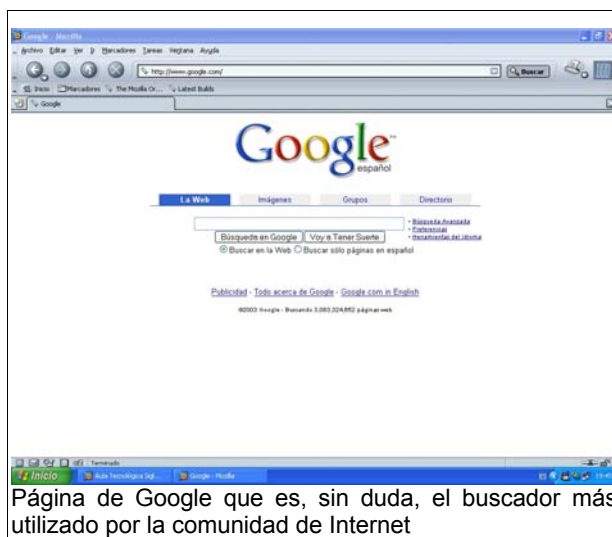 Google - Mozilla
Archivo Editar Ver Ir Marcadores Tareas Ventana Ayuda
http://www.google.com/ Buscar
Inicio Marcadores The Mozilla Or... Latest Builds
Google
Google
español
La Web Imágenes Grupos Directorio
Búsqueda Avanzada
Preferencias
Herramientas del idioma
Búsqueda en Google Voy a Tener Suerte
Buscar en la Web Buscar sólo páginas en español
Publicidad - Todo acerca de Google - Google.com in English
©2003 Google - Buscando 3,083,324,652 páginas web
Terminado
Inicio Aula Tecnológica Sigl... Google - Mozilla
Página de Google que es, sin duda, el buscador más
utilizado por la comunidad de Internet